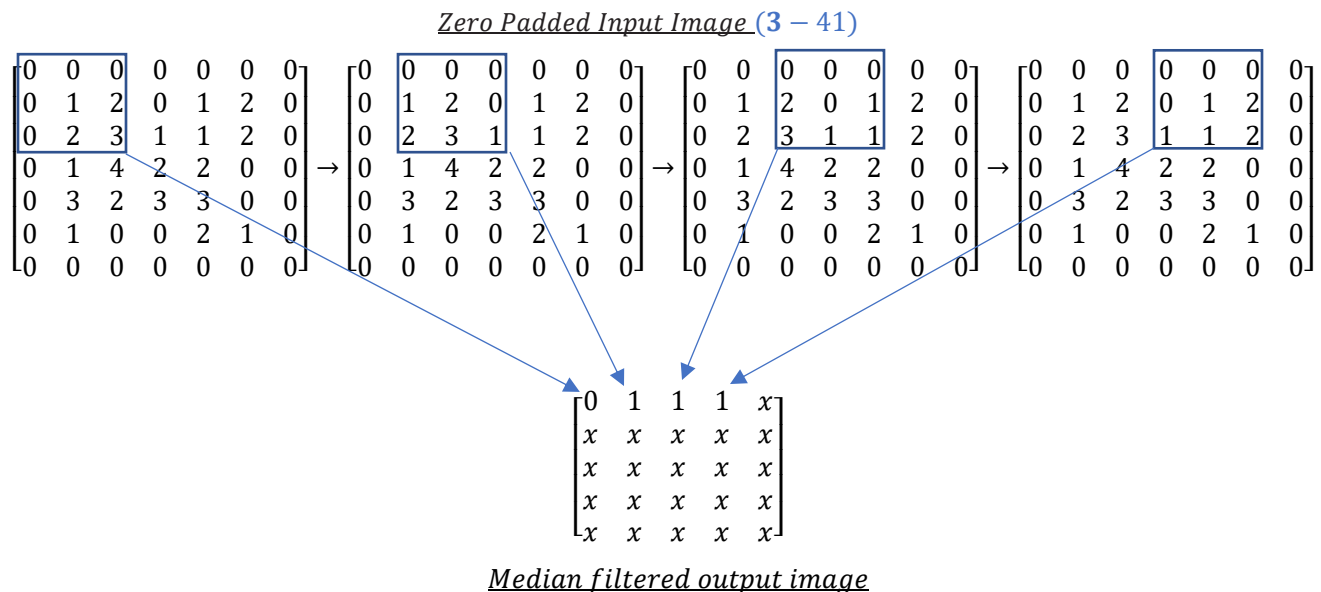 Zero Padded Input Image (3 − 41)
0 0 0 0 0 0 0 0 0 0 0 0 0 0 0 0 0 0 0 0 0 0 0 0 0 0 0 0
0 1 2 0 1 2 0 0 1 2 0 1 2 0 0 1 2 0 1 2 0 0 1 2 0 1 2 0
0 2 3 1 1 2 0 0 2 3 1 1 2 0 0 2 3 1 1 2 0 0 2 3 1 1 2 0
0 1 4 2 2 0 0 → 0 1 4 2 2 0 0 → 0 1 4 2 2 0 0 → 0 1 4 2 2 0 0
0 3 2 3 3 0 0 0 3 2 3 3 0 0 0 3 2 3 3 0 0 0 3 2 3 3 0 0
0 1 0 0 2 1 0 0 1 0 0 2 1 0 0 1 0 0 2 1 0 0 1 0 0 2 1 0
0 0 0 0 0 0 0 0 0 0 0 0 0 0 0 0 0 0 0 0 0 0 0 0 0 0 0 0
0 1 1 1 x
x x x x x
x x x x x
x x x x x
x x x x x
Median filtered output image